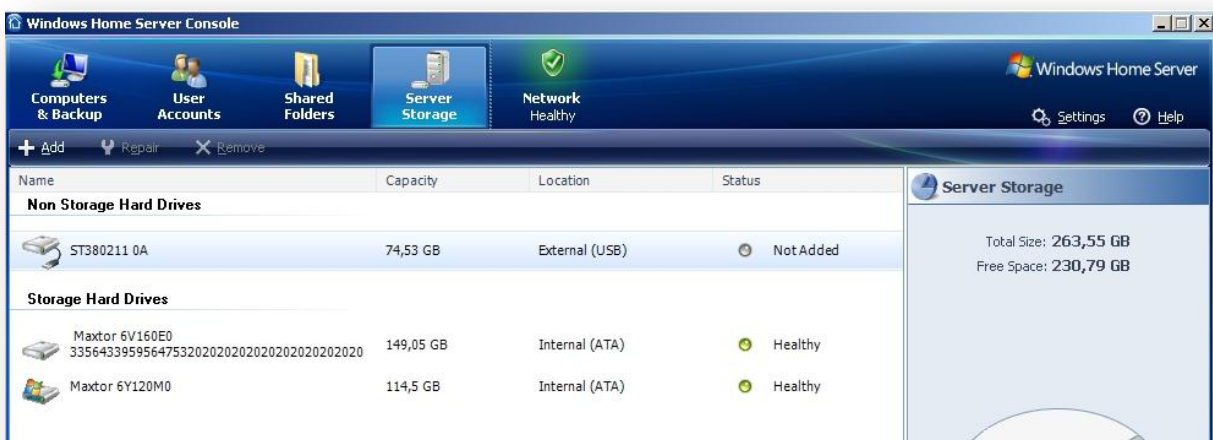 Windows Home Server Console
Computers & Backup
User Accounts
Shared Folders
Server Storage
Network Healthy
Windows Home Server
Settings
Help
Add
Repair
Remove
Name Capacity Location Status
Non Storage Hard Drives
ST380211 0A 74,53 GB External (USB) Not Added
Storage Hard Drives
Maxtor 6V160E0
3356433959564753202020202020202020202020 149,05 GB Internal (ATA) Healthy
Maxtor 6Y120M0 114,5 GB Internal (ATA) Healthy
Server Storage
Total Size: 263,55 GB
Free Space: 230,79 GB